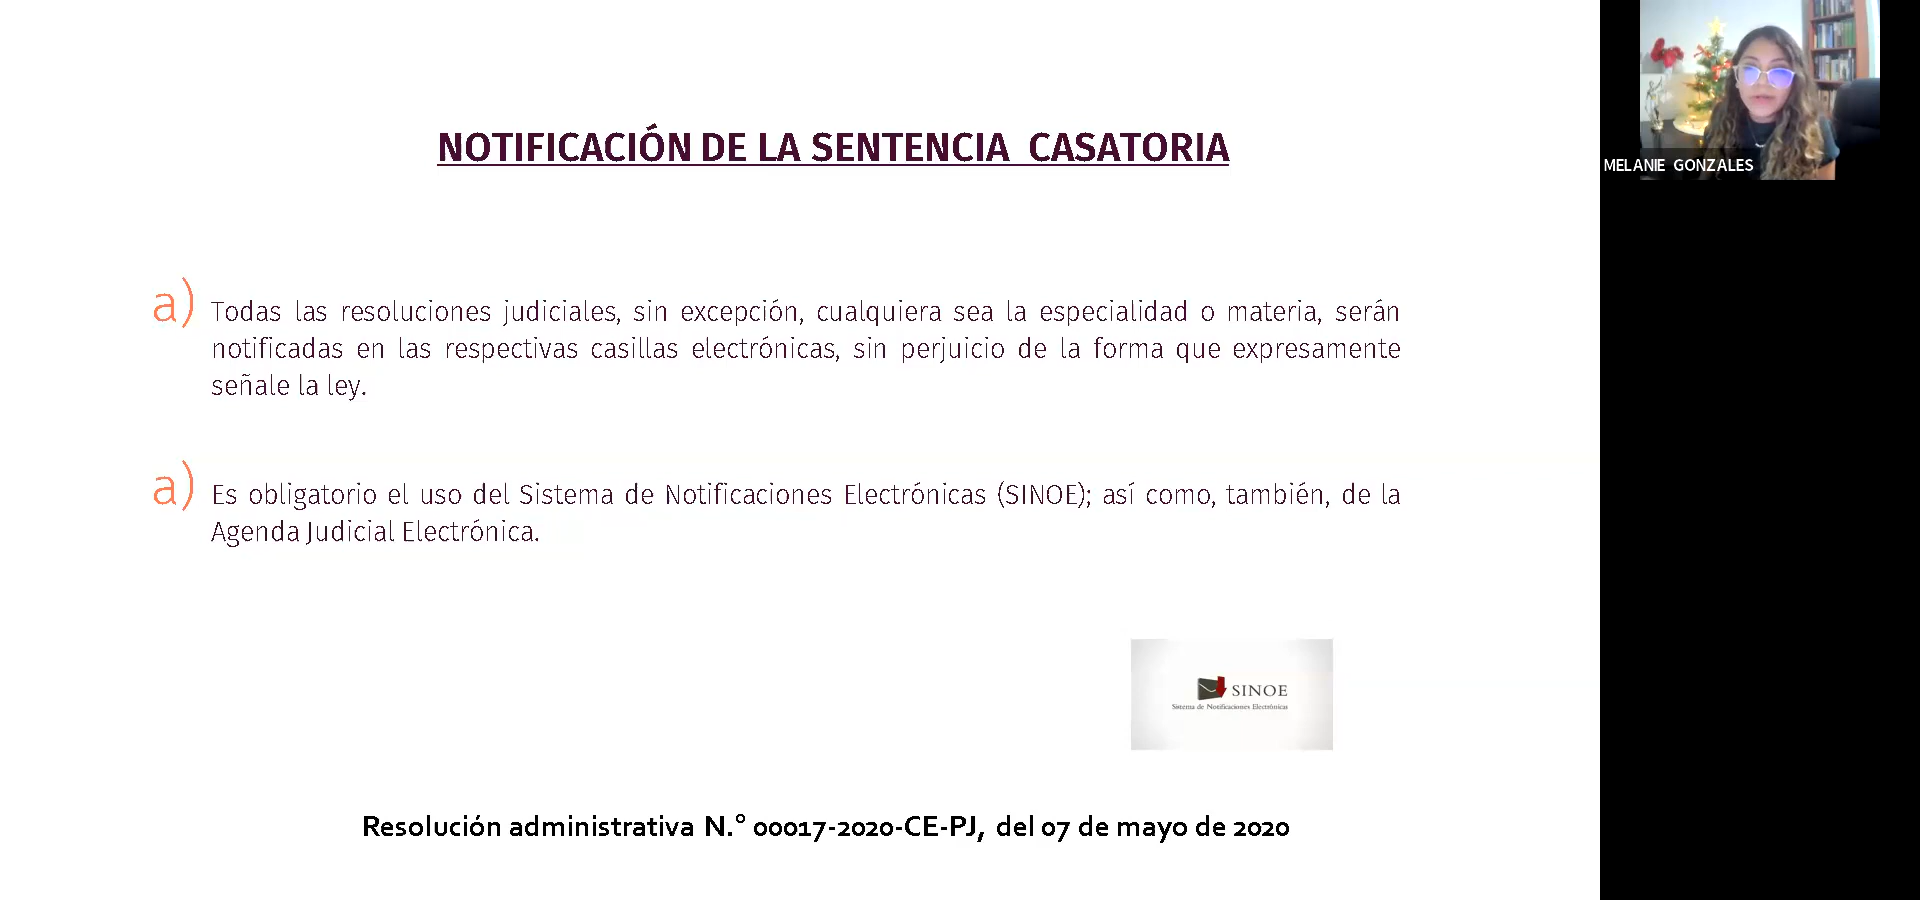 NOTIFICACIÓN DE LA SENTENCIA CASATORIA
MELANIE GONZALES
a) Todas las resoluciones judiciales, sin excepción, cualquiera sea la especialidad o materia, serán
notificadas en las respectivas casillas electrónicas, sin perjuicio de la forma que expresamente
señale la ley.
a) Es obligatorio el uso del Sistema de Notificaciones Electrónicas (SINOE); así como, también, de la
Agenda Judicial Electrónica.
SINOE
Sistema de Notificaciones Electrónicas
Resolución administrativa N.° 00017-2020-CE-PJ, del 07 de mayo de 2020